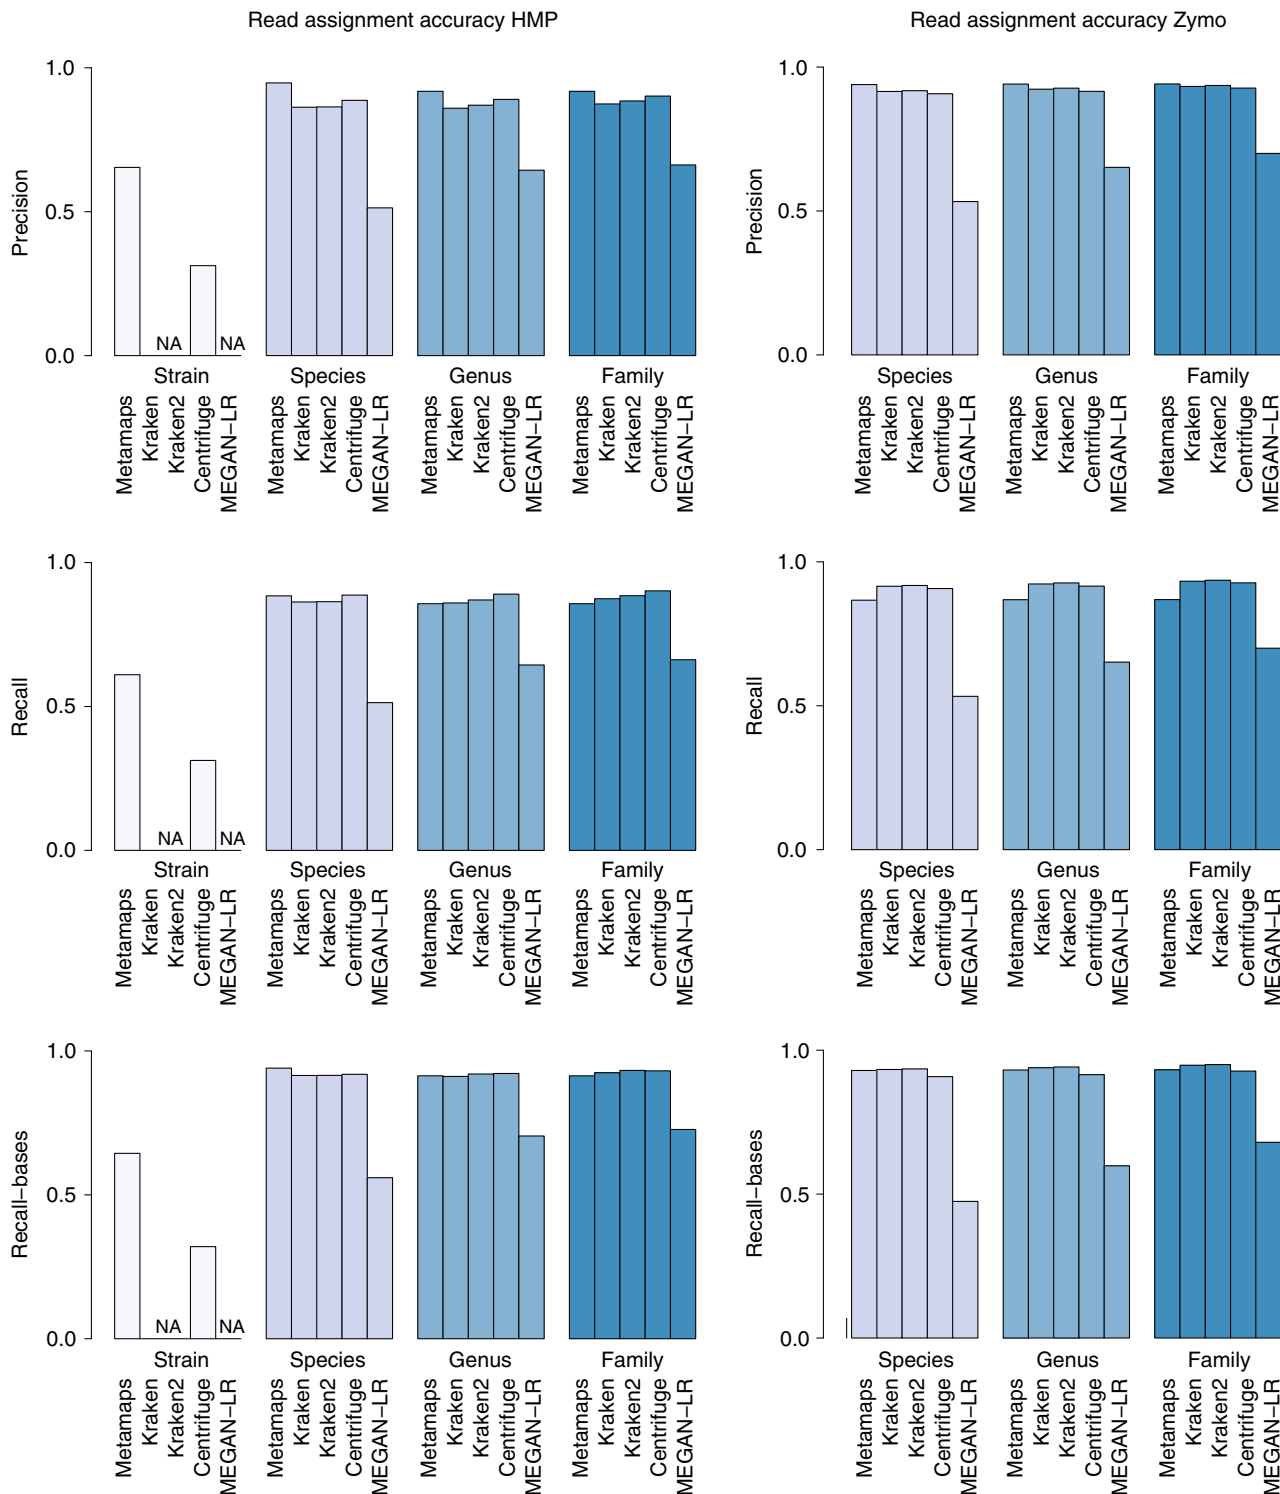 Read assignment accuracy HMP
Precision
1.0
0.5
0.0
NA
NA
Strain
Species
Genus
Family
Metamaps
Kraken
Kraken2
Centrifuge
MEGAN−LR
Metamaps
Kraken
Kraken2
Centrifuge
MEGAN−LR
Metamaps
Kraken
Kraken2
Centrifuge
MEGAN−LR
Metamaps
Kraken
Kraken2
Centrifuge
MEGAN−LR
Read assignment accuracy Zymo
Precision
1.0
0.5
0.0
Species
Genus
Family
Metamaps
Kraken
Kraken2
Centrifuge
MEGAN−LR
Metamaps
Kraken
Kraken2
Centrifuge
MEGAN−LR
Metamaps
Kraken
Kraken2
Centrifuge
MEGAN−LR
Recall
1.0
0.5
0.0
NA
NA
Strain
Species
Genus
Family
Metamaps
Kraken
Kraken2
Centrifuge
MEGAN−LR
Metamaps
Kraken
Kraken2
Centrifuge
MEGAN−LR
Metamaps
Kraken
Kraken2
Centrifuge
MEGAN−LR
Metamaps
Kraken
Kraken2
Centrifuge
MEGAN−LR
Recall
1.0
0.5
0.0
Species
Genus
Family
Metamaps
Kraken
Kraken2
Centrifuge
MEGAN−LR
Metamaps
Kraken
Kraken2
Centrifuge
MEGAN−LR
Metamaps
Kraken
Kraken2
Centrifuge
MEGAN−LR
Recall−bases
1.0
0.5
0.0
NA
NA
Strain
Species
Genus
Family
Metamaps
Kraken
Kraken2
Centrifuge
MEGAN−LR
Metamaps
Kraken
Kraken2
Centrifuge
MEGAN−LR
Metamaps
Kraken
Kraken2
Centrifuge
MEGAN−LR
Metamaps
Kraken
Kraken2
Centrifuge
MEGAN−LR
Recall−bases
1.0
0.5
0.0
Species
Genus
Family
Metamaps
Kraken
Kraken2
Centrifuge
MEGAN−LR
Metamaps
Kraken
Kraken2
Centrifuge
MEGAN−LR
Metamaps
Kraken
Kraken2
Centrifuge
MEGAN−LR